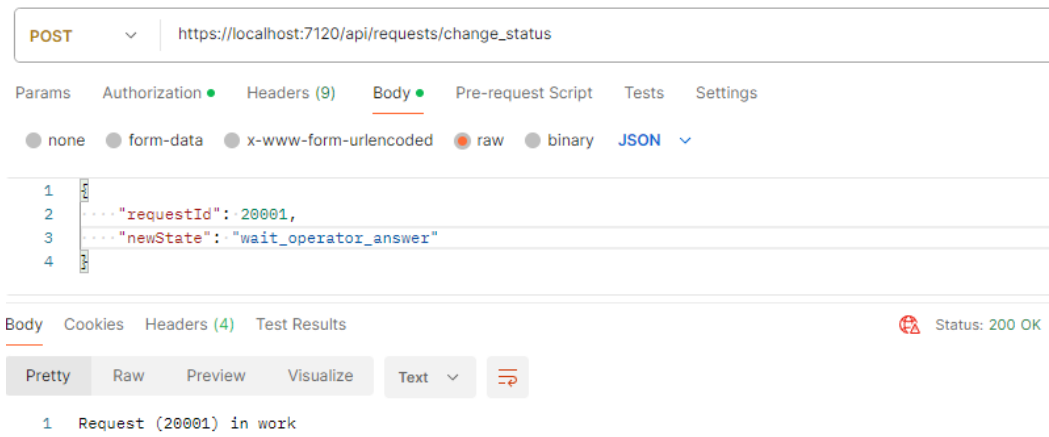 POST https://localhost:7120/api/requests/change_status
Params Authorization Headers (9) Body Pre-request Script Tests Settings
none form-data x-www-form-urlencoded raw binary JSON
1 {
2 "requestId": 20001,
3 "newState": "wait_operator_answer"
4 }
Body Cookies Headers (4) Test Results Status: 200 OK
Pretty Raw Preview Visualize Text
1 Request (20001) in work